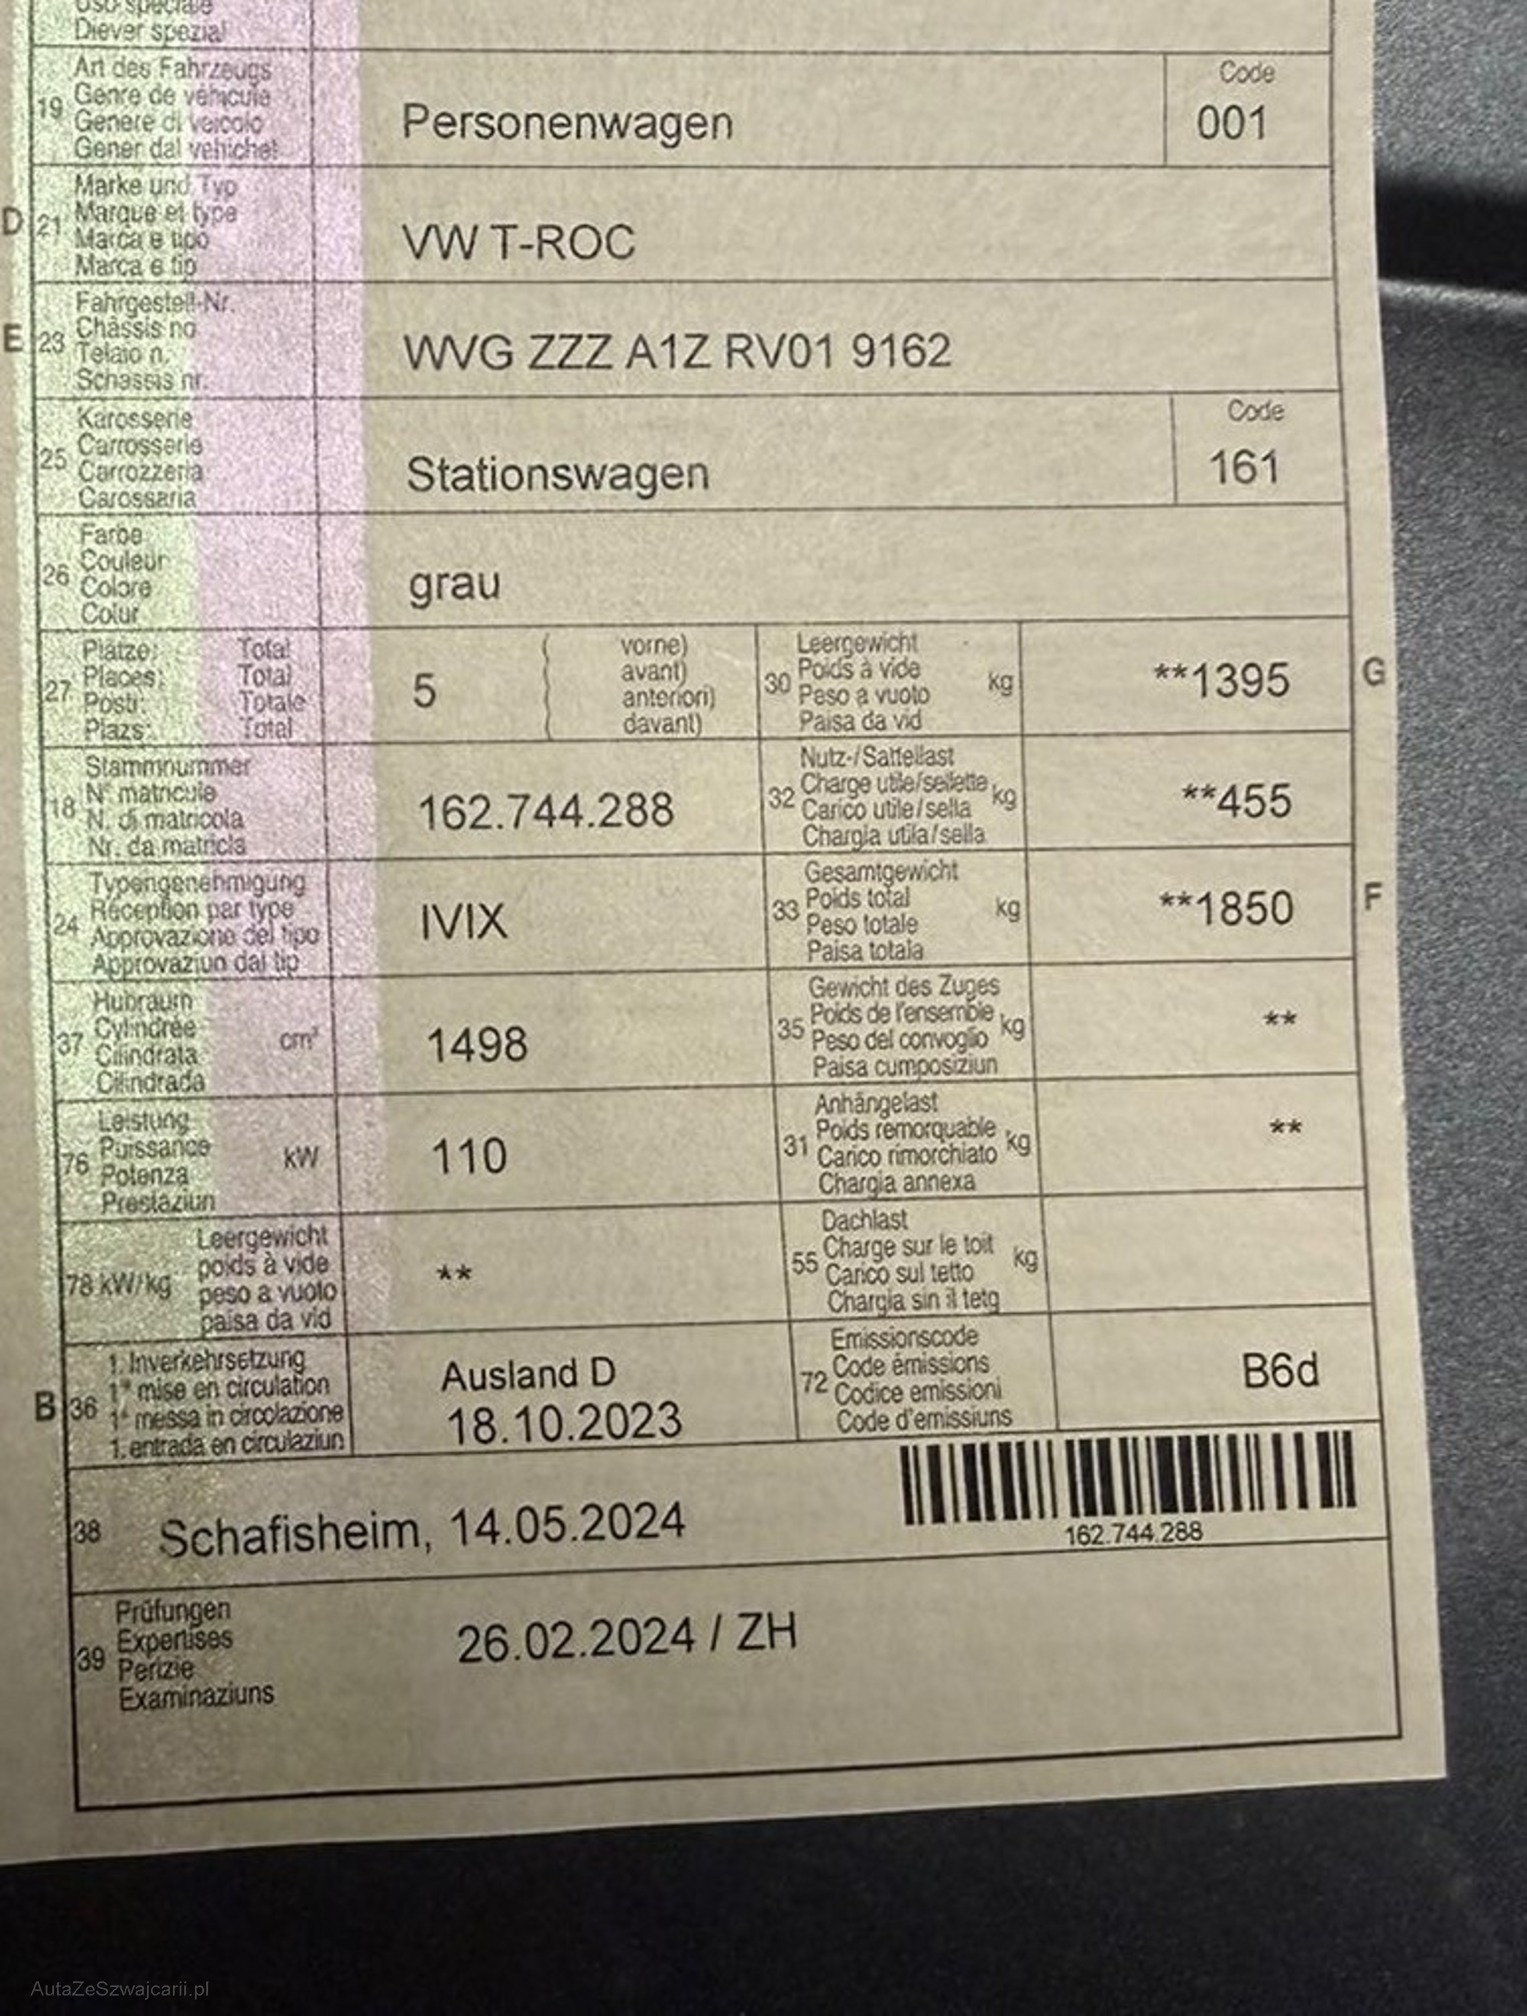 Uso speciale
Diever spezial
19 Art des Fahrzeugs
Genre de véhicule
Genere di veicolo
Gener dal vehichel
Personenwagen
Code
001
D 21 Marke und Typ
Marque et type
Marca e tipo
Marca e tip
VW T-ROC
E 23 Fahrgestell-Nr.
Châssis no
Telaio n.
Schassis nr.
WVG ZZZ A1Z RV01 9162
25 Karosserie
Carrosserie
Carrozzeria
Carossaria
Stationswagen
Code
161
26 Farbe
Couleur
Colore
Colur
grau
27 Plätze: Total
Places: Total
Posti: Totale
Plazs: Total
5
( vorne)
( avant)
( anteriori)
( davant)
30 Leergewicht
Poids à vide
Peso a vuoto
Paisa da vid
kg
**1395
G
18 Stammnummer
N° matricule
N. di matricola
Nr. da matricla
162.744.288
32 Nutz-/Sattellast
Charge utile/sellette
Carico utile/sella
Chargia utila/sella
kg
**455
24 Typengenehmigung
Réception par type
Approvazione del tipo
Approvaziun dal tip
IVIX
33 Gesamtgewicht
Poids total
Peso totale
Paisa totala
kg
**1850
F
37 Hubraum
Cylindrée
Cilindrata
Cilindrada
cm³
1498
35 Gewicht des Zuges
Poids de l'ensemble
Peso del convoglio
Paisa cumposiziun
kg
**
76 Leistung
Puissance
Potenza
Prestaziun
kW
110
31 Anhängelast
Poids remorquable
Carico rimorchiato
Chargia annexa
kg
**
78 kW/kg
Leergewicht
poids à vide
peso a vuoto
paisa da vid
**
55 Dachlast
Charge sur le toit
Carico sul tetto
Chargia sin il tetg
kg
B 36 1. Inverkehrsetzung
1re mise en circulation
1a messa in circolazione
1. entrada en circulaziun
Ausland D
18.10.2023
72 Emissionscode
Code émissions
Codice emissioni
Code d'emissiuns
B6d
38 Schafisheim, 14.05.2024
162.744.288
39 Prüfungen
Expertises
Perizie
Examinaziuns
26.02.2024 / ZH
AutaZeSzwajcarii.pl